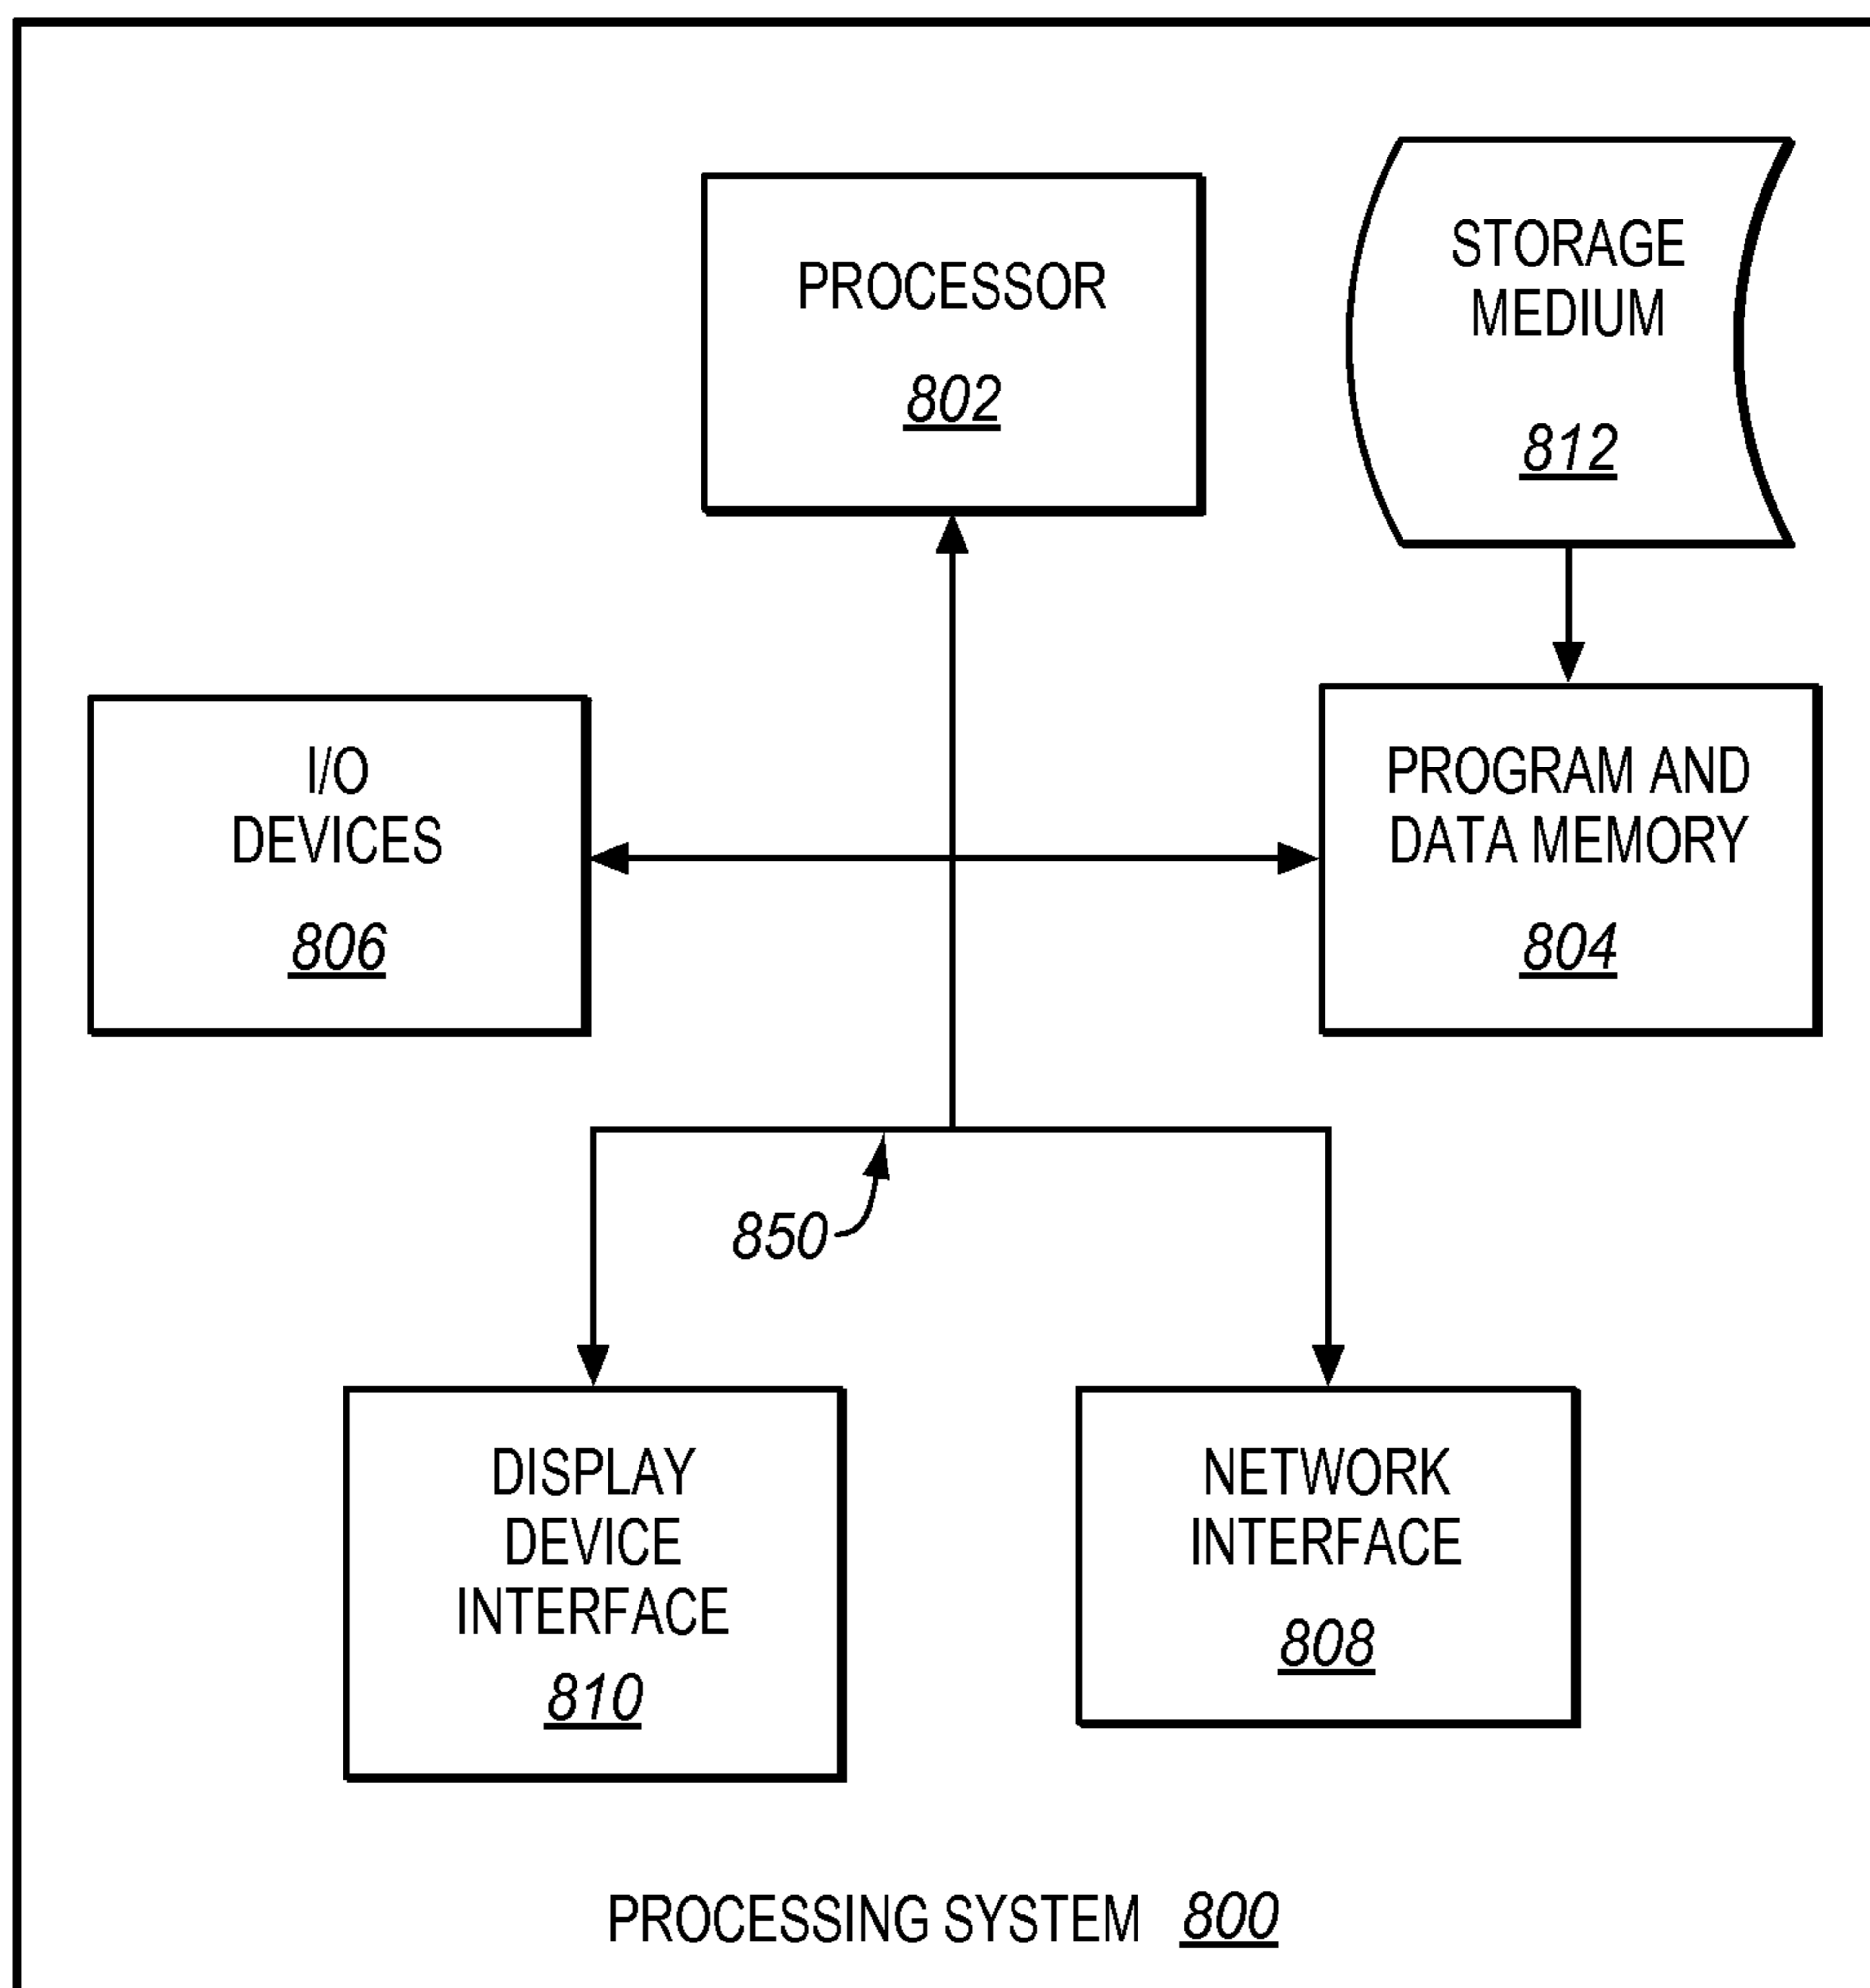 PROCESSOR
802
STORAGE
MEDIUM
812
I/O
DEVICES
806
PROGRAM AND
DATA MEMORY
804
850
DISPLAY
DEVICE
INTERFACE
810
NETWORK
INTERFACE
808
PROCESSING SYSTEM 800